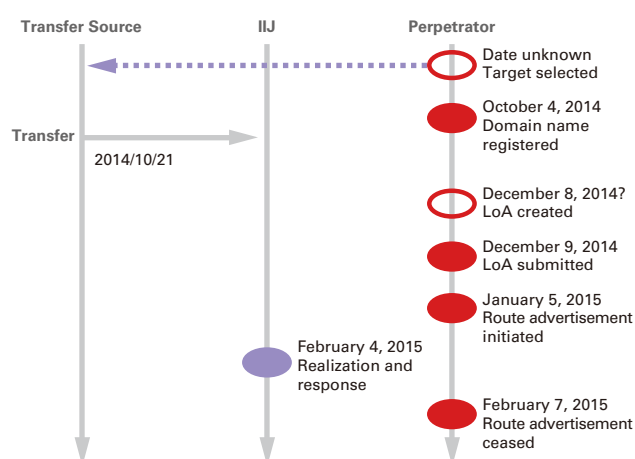 Transfer Source
IIJ
Perpetrator
Date unknown
Target selected
October 4, 2014
Domain name
registered
Transfer
2014/10/21
December 8, 2014?
LoA created
December 9, 2014
LoA submitted
January 5, 2015
Route advertisement
initiated
February 4, 2015
Realization and
response
February 7, 2015
Route advertisement
ceased